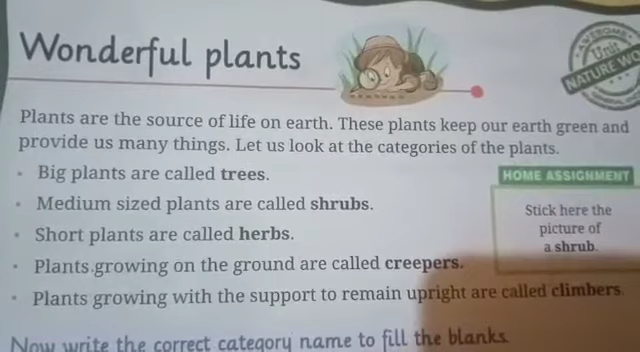 Wonderful plants
AWESOME
Unit
NATURE WO
Plants are the source of life on earth. These plants keep our earth green and
provide us many things. Let us look at the categories of the plants.
• Big plants are called trees.
• Medium sized plants are called shrubs.
• Short plants are called herbs.
• Plants growing on the ground are called creepers.
• Plants growing with the support to remain upright are called climbers.
HOME ASSIGNMENT
Stick here the
picture of
a shrub.
Now write the correct category name to fill the blanks